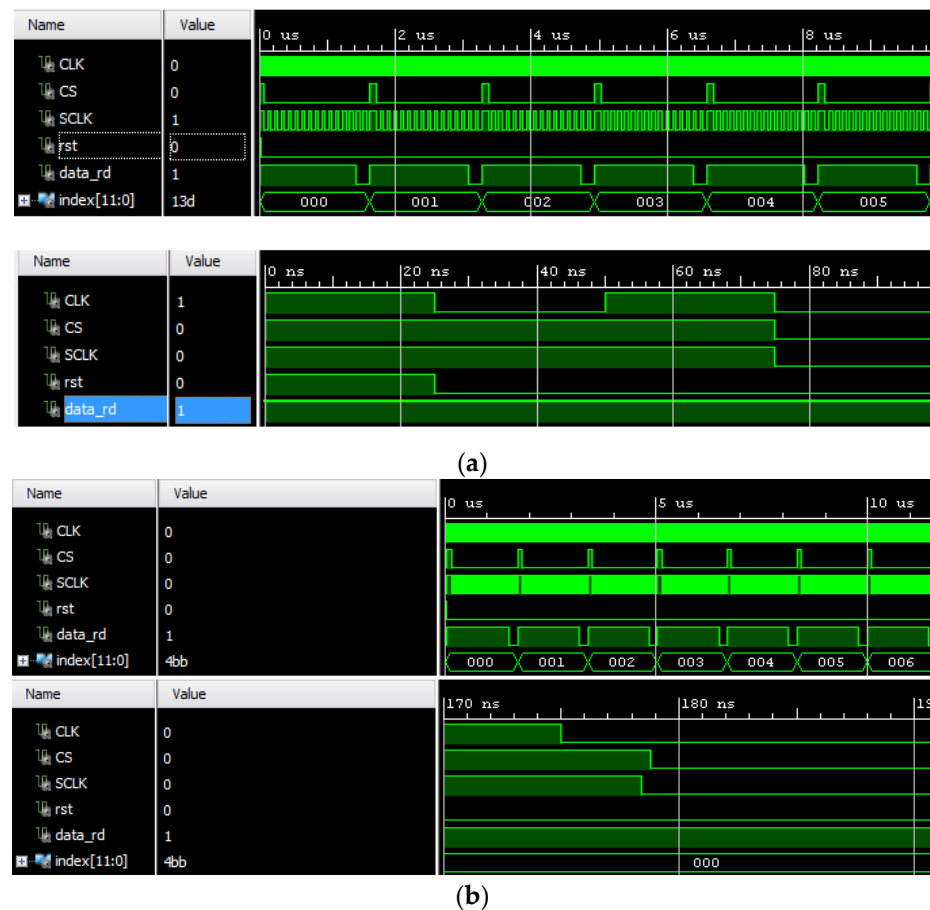 Name Value 0 us 2 us 4 us 6 us 8 us
CLK 0
CS 0
SCLK 1
rst 0
data_rd 1
index[11:0] 13d 000 001 002 003 004 005
Name Value 0 ns 20 ns 40 ns 60 ns 80 ns
CLK 1
CS 0
SCLK 0
rst 0
data_rd 1
(a)
Name Value 0 us 5 us 10 us
CLK 0
CS 0
SCLK 0
rst 0
data_rd 1
index[11:0] 4bb 000 001 002 003 004 005 006
Name Value 170 ns 180 ns
CLK 0
CS 0
SCLK 0
rst 0
data_rd 1
index[11:0] 4bb 000
(b)